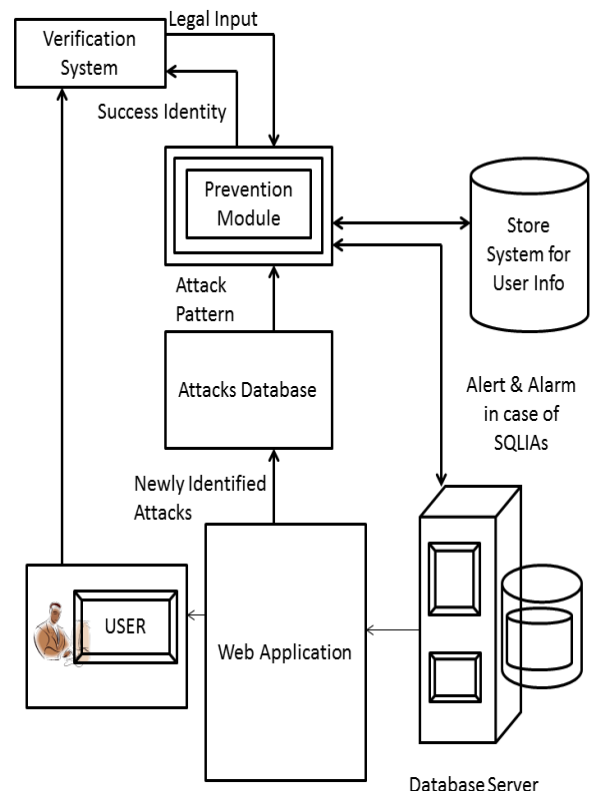 Legal Input
Verification
System
Success Identity
Prevention
Module
Store
System for
User Info
Attack
Pattern
Attacks Database
Alert & Alarm
in case of
SQLIAs
Newly Identified
Attacks
USER
Web Application
Database Server